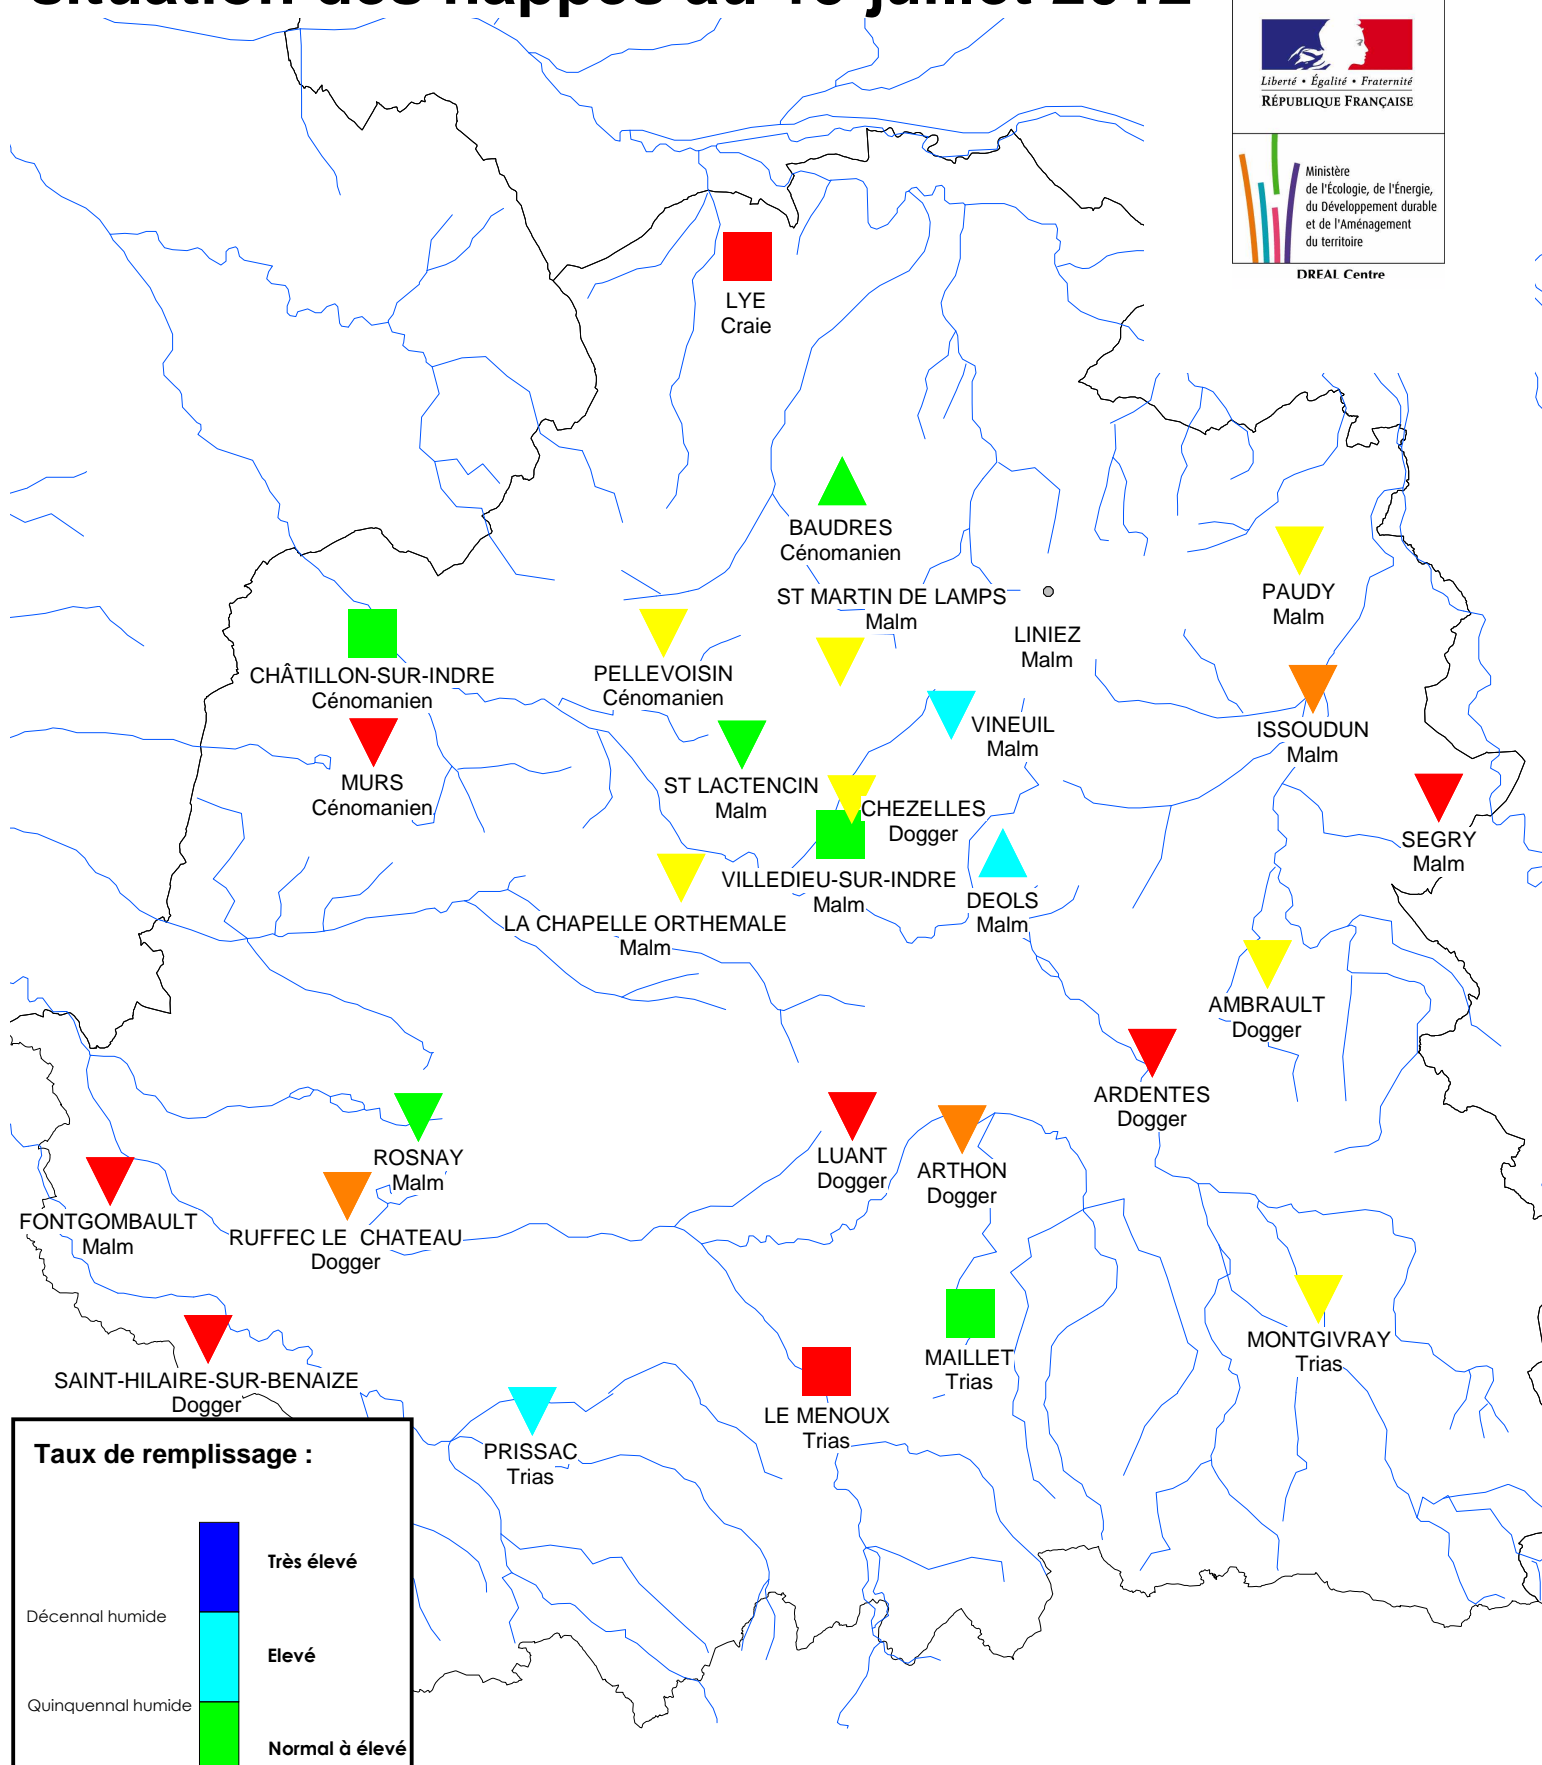 Liberté • Égalité • Fraternité
RÉPUBLIQUE FRANÇAISE
Ministère
de l'Écologie, de l'Énergie,
du Développement durable
et de l'Aménagement
du territoire
DREAL Centre
LYE
Craie
BAUDRES
Cénomanien
ST MARTIN DE LAMPS
Malm
LINIEZ
Malm
PAUDY
Malm
CHÂTILLON-SUR-INDRE
Cénomanien
PELLEVOISIN
Cénomanien
VINEUIL
Malm
ISSOUDUN
Malm
MURS
Cénomanien
ST LACTENCIN
Malm
CHEZELLES
Dogger
SEGRY
Malm
VILLEDIEU-SUR-INDRE
Malm
DEOLS
Malm
LA CHAPELLE ORTHEMALE
Malm
AMBRAULT
Dogger
ARDENTES
Dogger
ROSNAY
Malm
LUANT
Dogger
ARTHON
Dogger
FONTGOMBAULT
Malm
RUFFEC LE  CHATEAU
Dogger
MAILLET
Trias
MONTGIVRAY
Trias
SAINT-HILAIRE-SUR-BENAIZE
Dogger
LE MENOUX
Trias
PRISSAC
Trias
Taux de remplissage :
Très élevé
Décennal humide
Elevé
Quinquennal humide
Normal à élevé